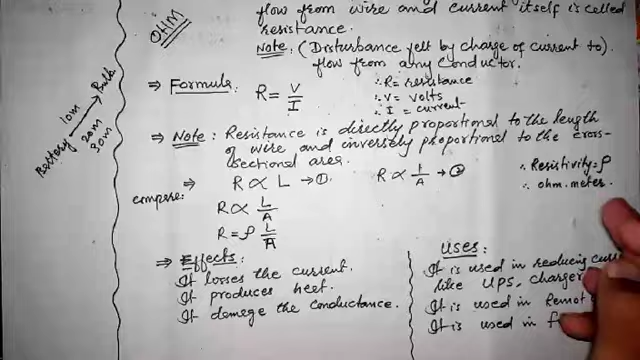 flow from wire and current itself is called
resistance.
OHM
Note: (Disturbance felt by charge of current to)
flow from any conductor.
⇒ Formula: R = V/I
∴ R = resistance
∴ V = volts
∴ I = current
Battery → Bulb
10m
20m
30m
⇒ Note: Resistance is directly proportional to the length
of wire and inversely proportional to the cross-
sectional area.
⇒ R ∝ L → ①
R ∝ 1/A → ②
∴ Resistivity = ρ
∴ ohm.meter.
compare:
R ∝ L/A
R = ρ L/A
⇒ Effects:
It losses the current.
It produces heet.
It demege the conductance.
Uses:
It is used in reducing
like UPS, charger
It is used in
It is used in